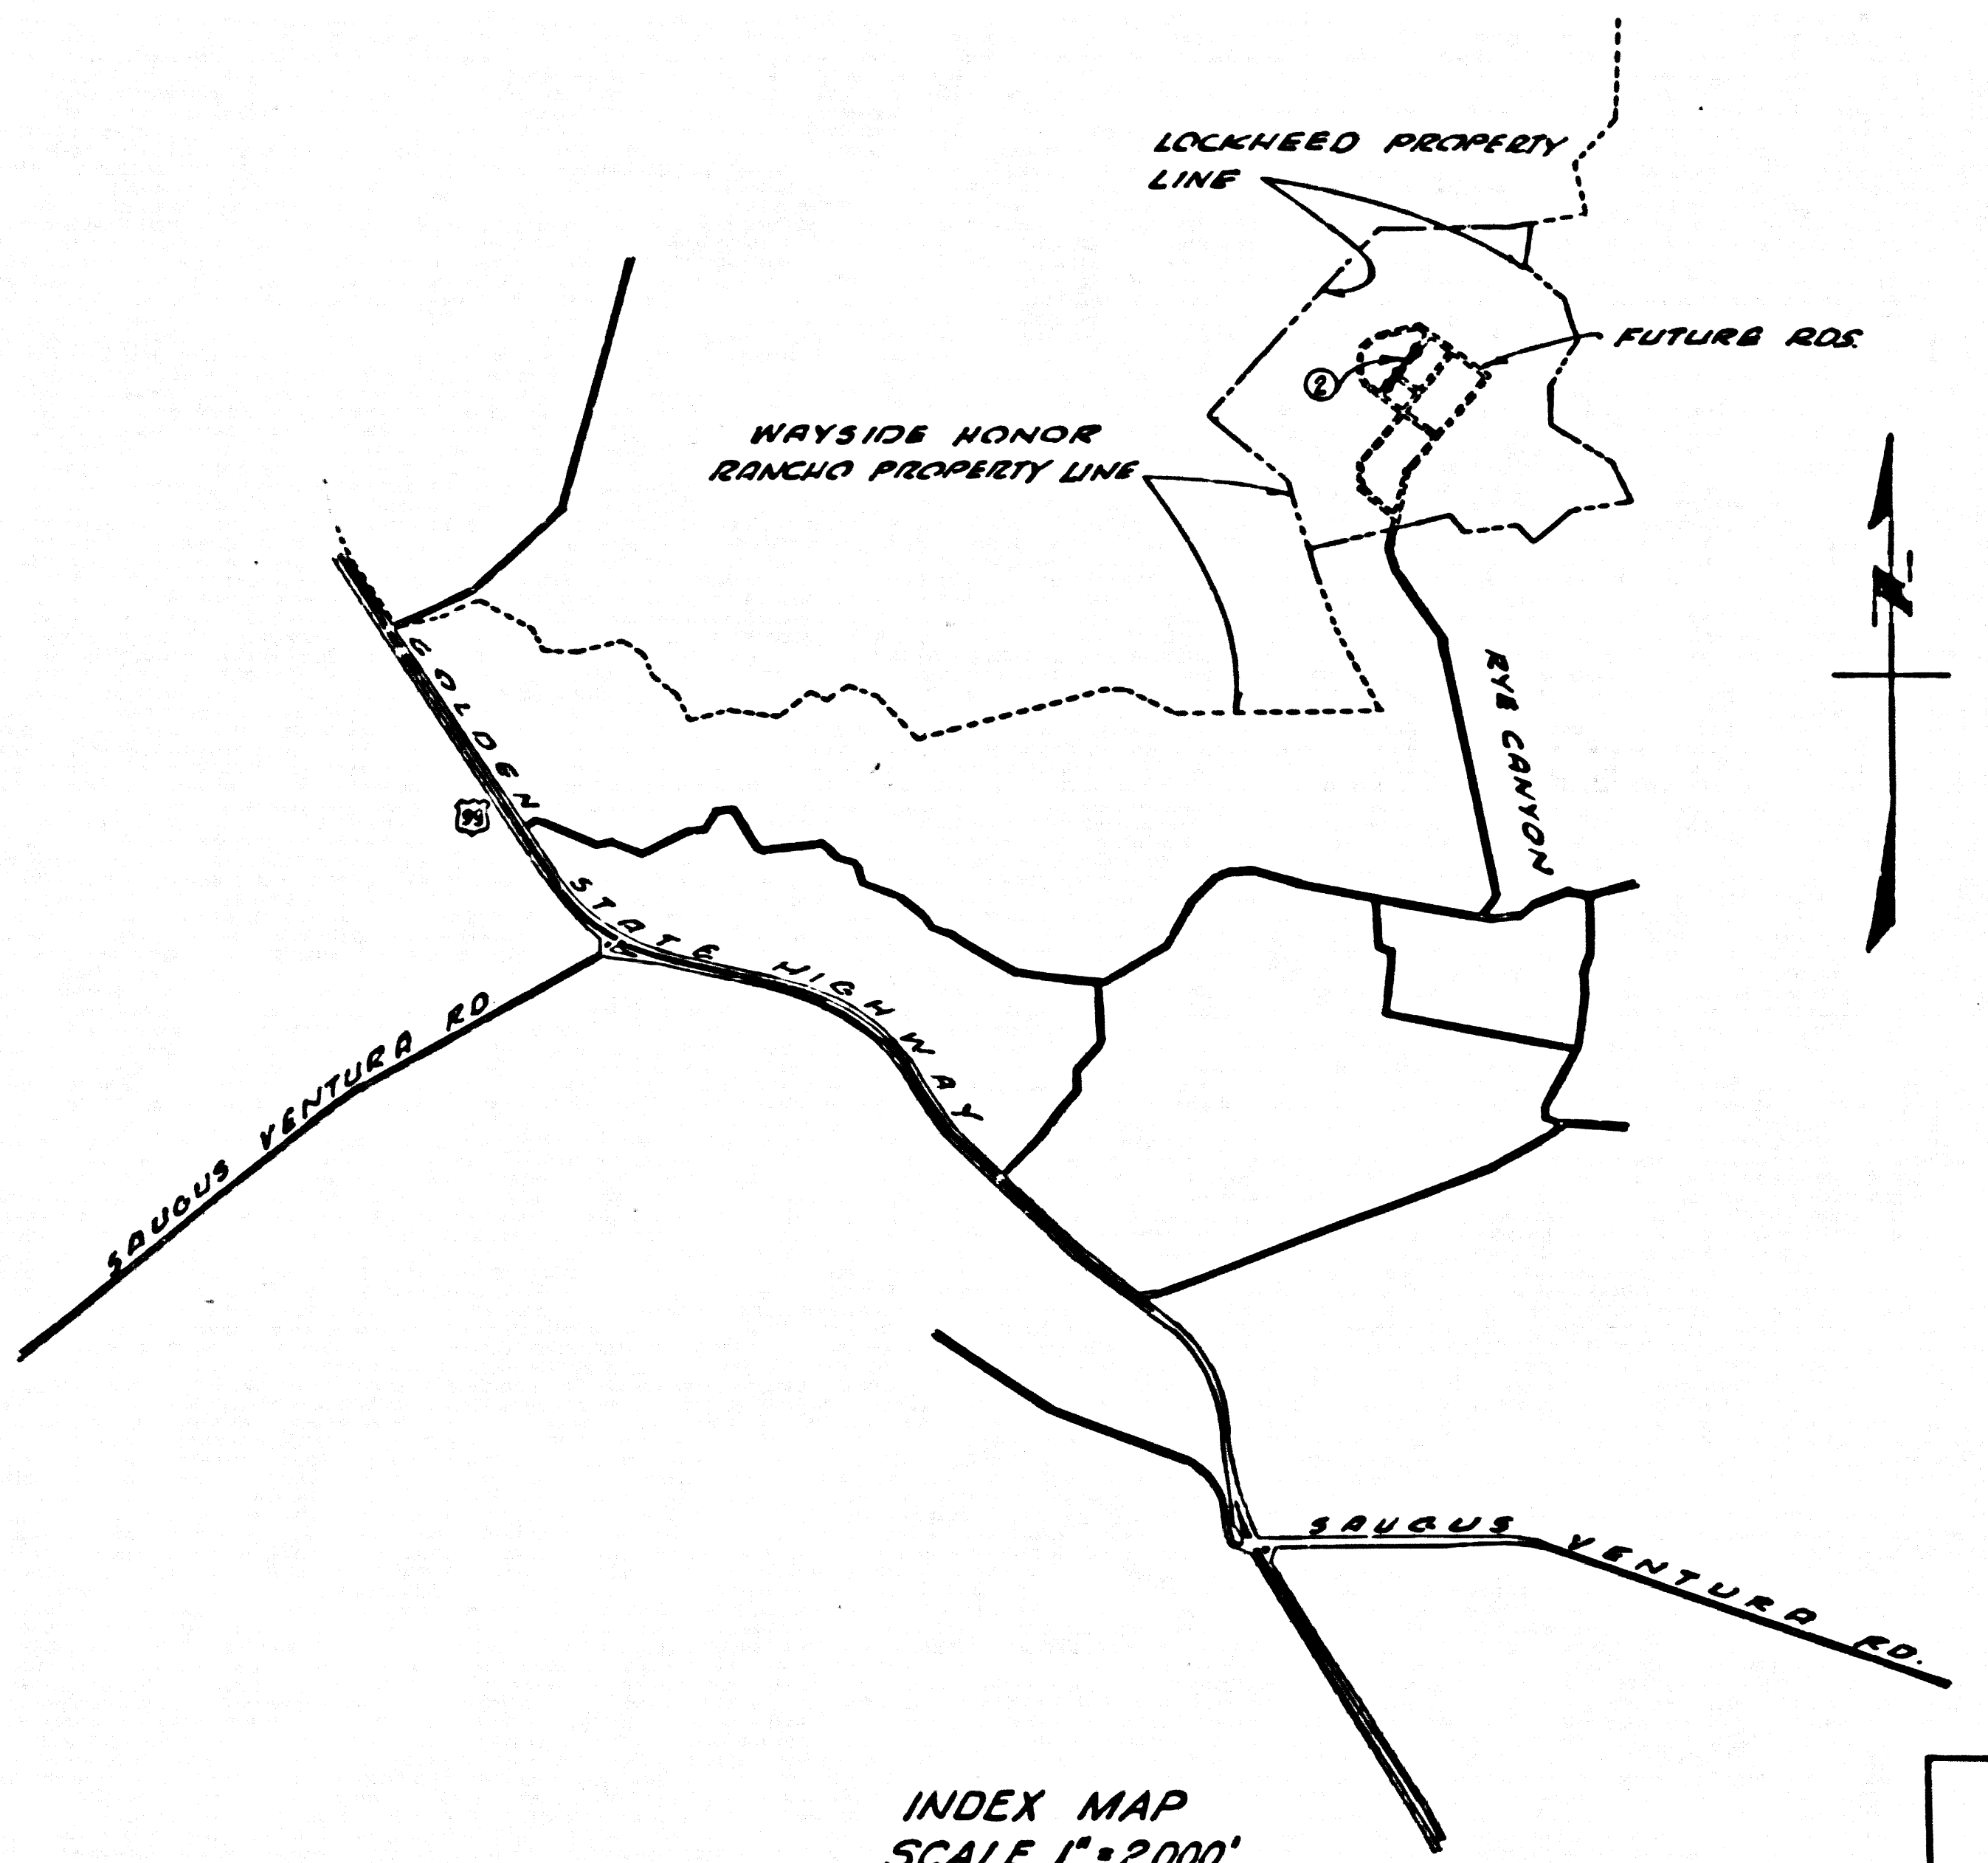 LOCKHEED PROPERTY
LINE
FUTURE RDS.
2
WAYSIDE HONOR
RANCHO PROPERTY LINE
N
RYE CANYON
GOLDEN STATE HIGHWAY
99
SAUGUS VENTURA RD
SAUGUS VENTURA RD.
INDEX MAP
SCALE 1"=2000'